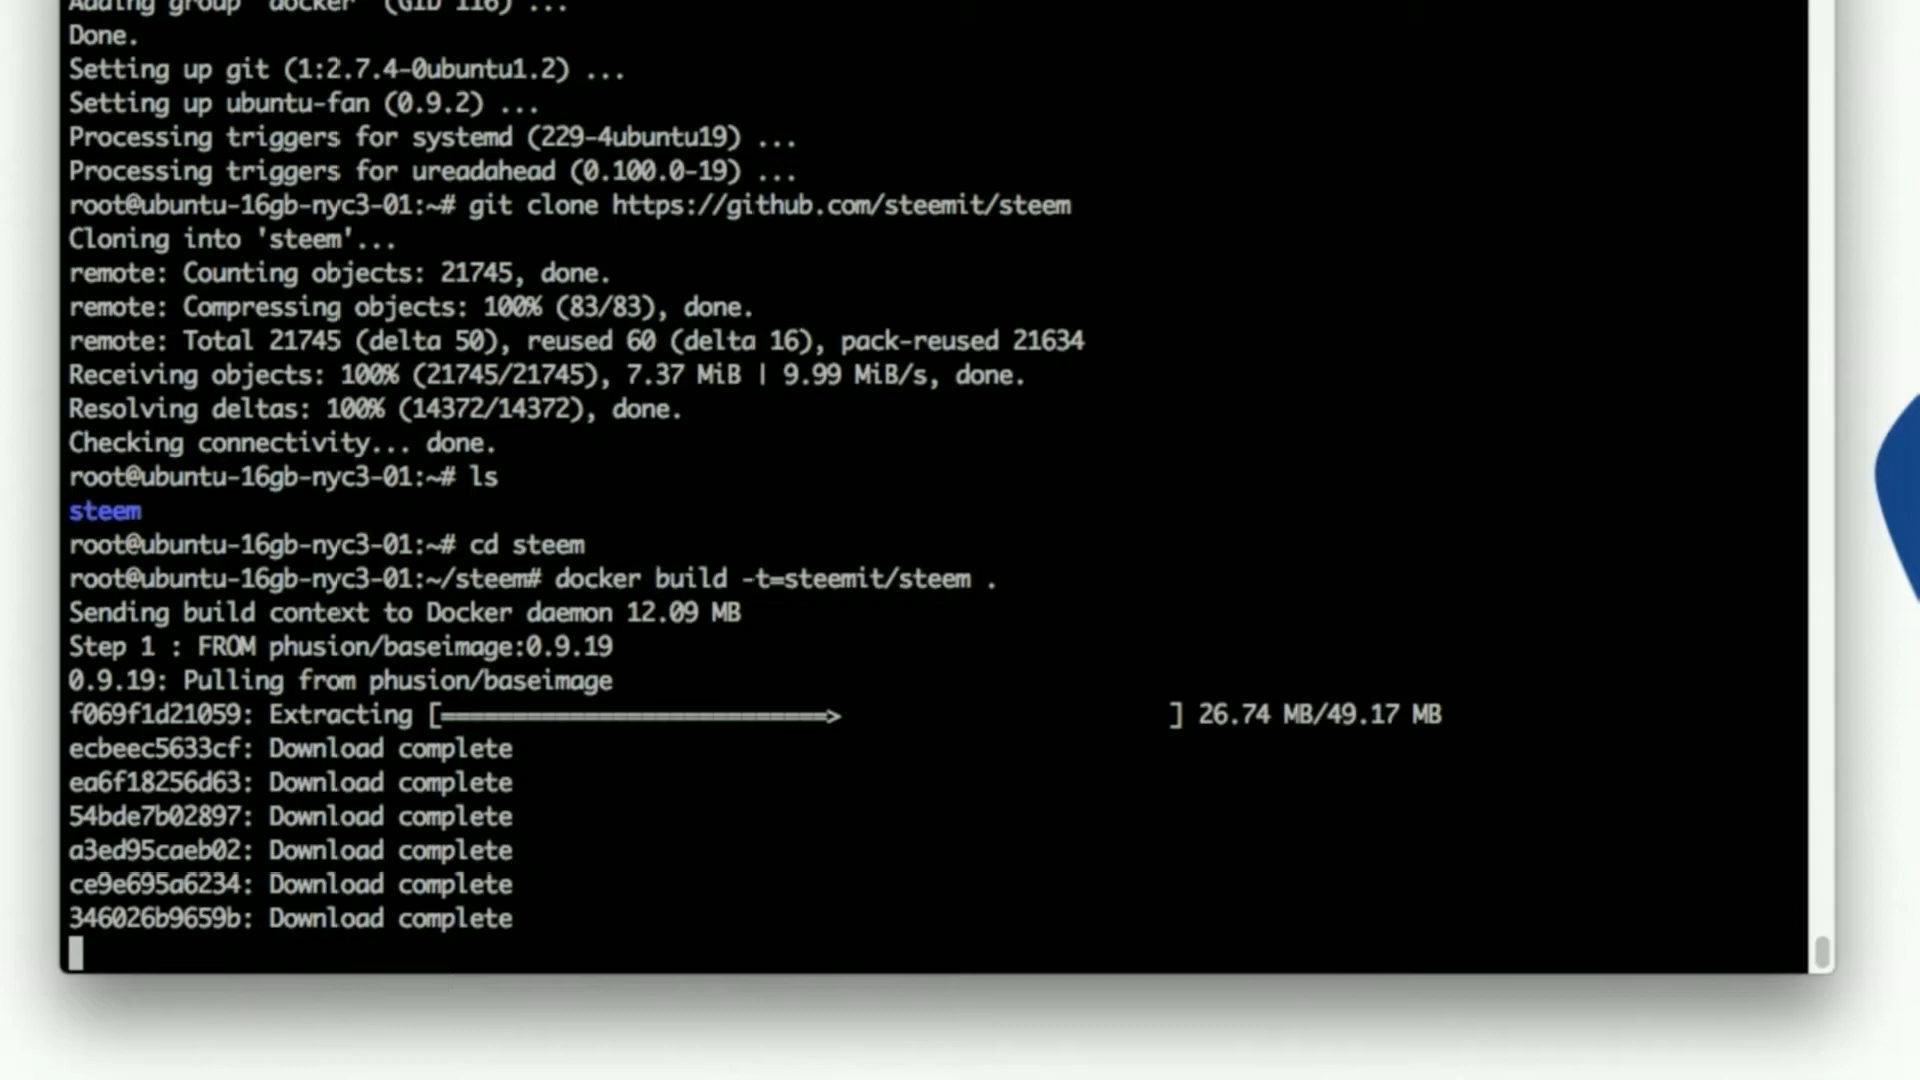 Adding group `docker' (GID 116) ...
Done.
Setting up git (1:2.7.4-0ubuntu1.2) ...
Setting up ubuntu-fan (0.9.2) ...
Processing triggers for systemd (229-4ubuntu19) ...
Processing triggers for ureadahead (0.100.0-19) ...
root@ubuntu-16gb-nyc3-01:~# git clone https://github.com/steemit/steem
Cloning into 'steem'...
remote: Counting objects: 21745, done.
remote: Compressing objects: 100% (83/83), done.
remote: Total 21745 (delta 50), reused 60 (delta 16), pack-reused 21634
Receiving objects: 100% (21745/21745), 7.37 MiB | 9.99 MiB/s, done.
Resolving deltas: 100% (14372/14372), done.
Checking connectivity... done.
root@ubuntu-16gb-nyc3-01:~# ls
steem
root@ubuntu-16gb-nyc3-01:~# cd steem
root@ubuntu-16gb-nyc3-01:~/steem# docker build -t=steemit/steem .
Sending build context to Docker daemon 12.09 MB
Step 1 : FROM phusion/baseimage:0.9.19
0.9.19: Pulling from phusion/baseimage
f069f1d21059: Extracting [===========================>                       ] 26.74 MB/49.17 MB
ecbeec5633cf: Download complete
ea6f18256d63: Download complete
54bde7b02897: Download complete
a3ed95caeb02: Download complete
ce9e695a6234: Download complete
346026b9659b: Download complete